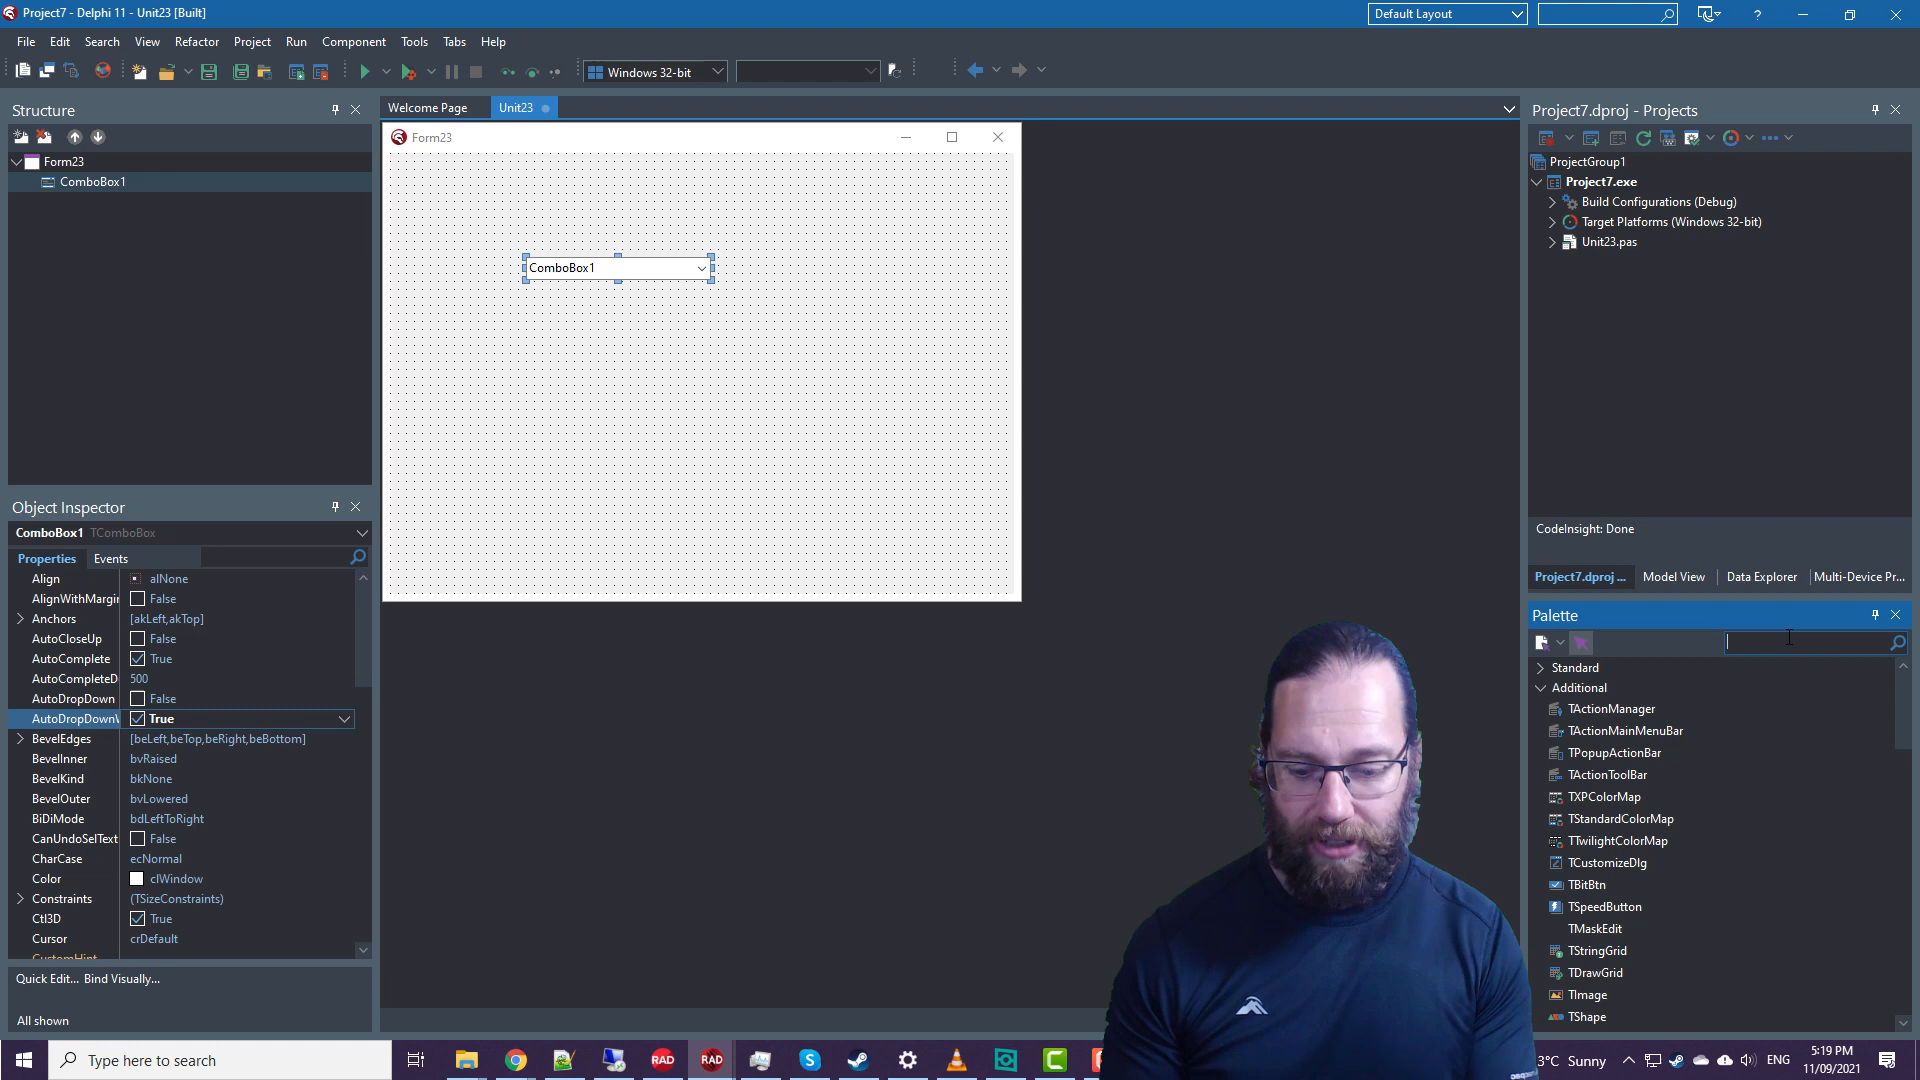 Project7 - Delphi 11 - Unit23 [Built]
Default Layout
File Edit Search View Refactor Project Run Component Tools Tabs Help
Windows 32-bit
Structure
Form23
ComboBox1
Welcome Page
Unit23
Form23
ComboBox1
Project7.dproj - Projects
ProjectGroup1
Project7.exe
Build Configurations (Debug)
Target Platforms (Windows 32-bit)
Unit23.pas
CodeInsight: Done
Project7.dproj ... Model View Data Explorer Multi-Device Pr...
Object Inspector
ComboBox1 TComboBox
Properties Events
Align alNone
AlignWithMargin False
Anchors [akLeft,akTop]
AutoCloseUp False
AutoComplete True
AutoCompleteD 500
AutoDropDown False
AutoDropDownW True
BevelEdges [beLeft,beTop,beRight,beBottom]
BevelInner bvRaised
BevelKind bkNone
BevelOuter bvLowered
BiDiMode bdLeftToRight
CanUndoSelText False
CharCase ecNormal
Color clWindow
Constraints (TSizeConstraints)
Ctl3D True
Cursor crDefault
CustomHint
Quick Edit... Bind Visually...
All shown
Palette
Standard
Additional
TActionManager
TActionMainMenuBar
TPopupActionBar
TActionToolBar
TXPColorMap
TStandardColorMap
TTwilightColorMap
TCustomizeDlg
TBitBtn
TSpeedButton
TMaskEdit
TStringGrid
TDrawGrid
TImage
TShape
Type here to search
RAD
RAD
3°C Sunny
ENG
5:19 PM
11/09/2021